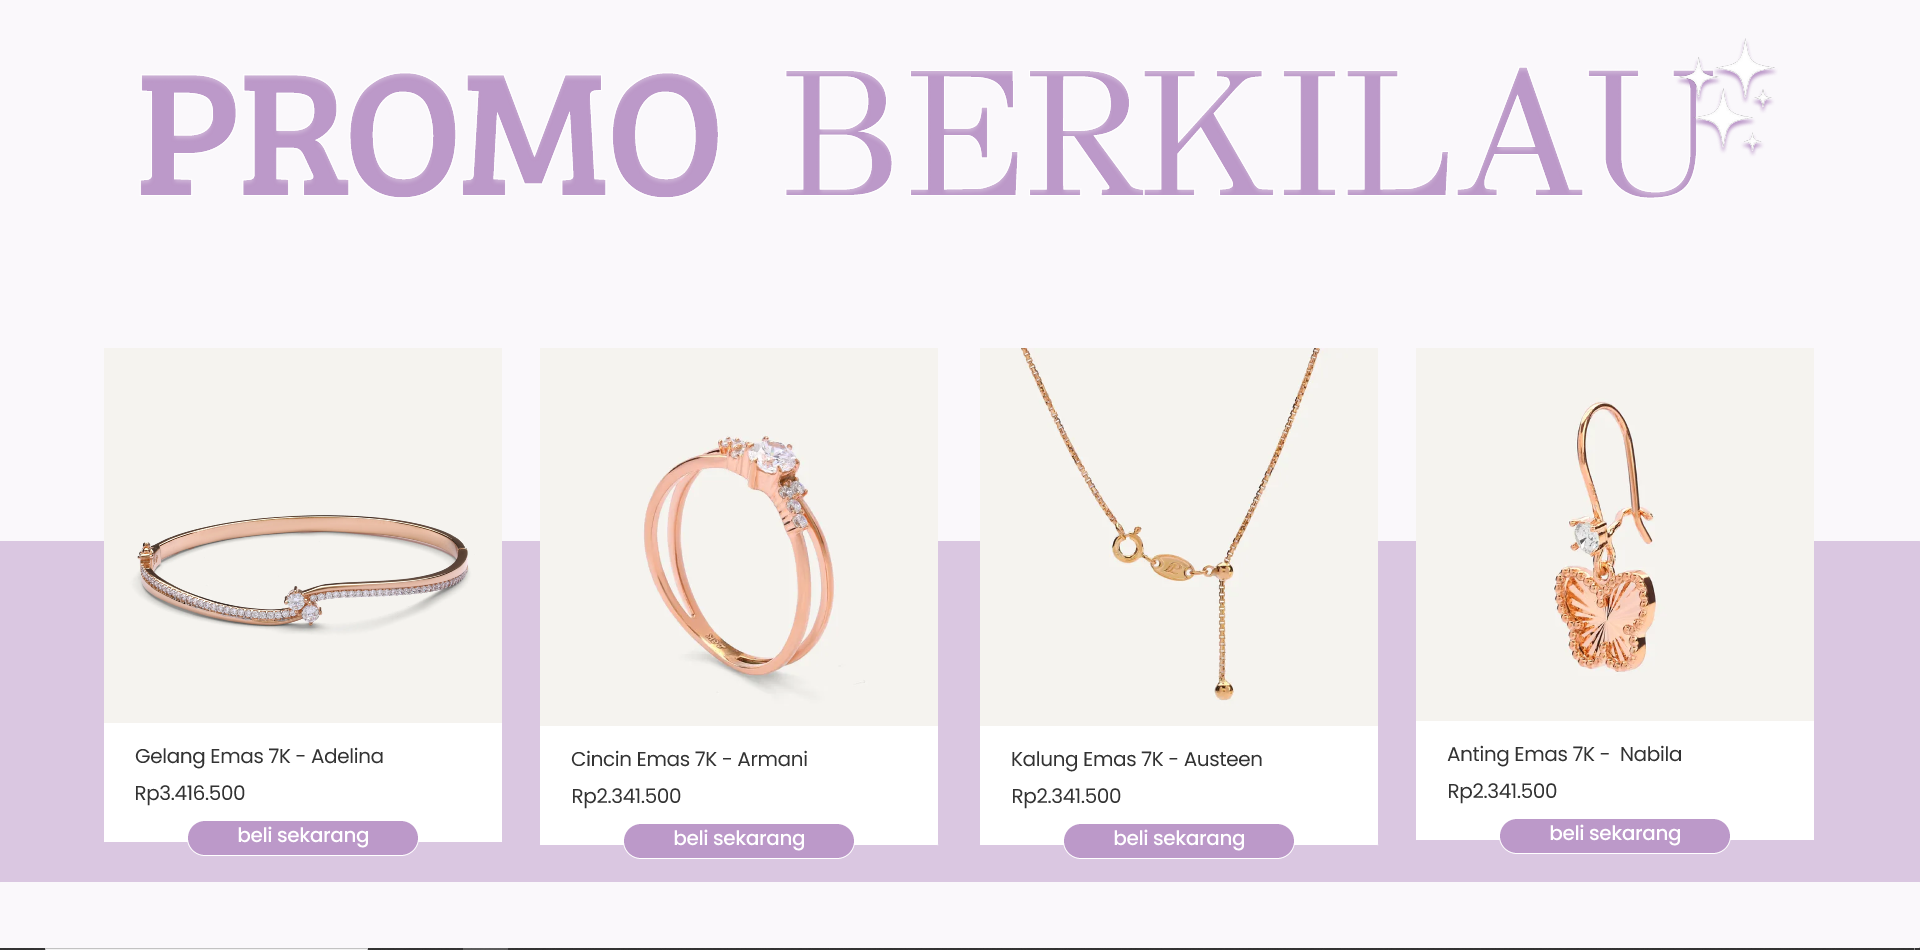 PROMO BERKILAU
Gelang Emas 7K - Adelina
Rp3.416.500
beli sekarang
Cincin Emas 7K - Armani
Rp2.341.500
beli sekarang
Kalung Emas 7K - Austeen
Rp2.341.500
beli sekarang
Anting Emas 7K - Nabila
Rp2.341.500
beli sekarang